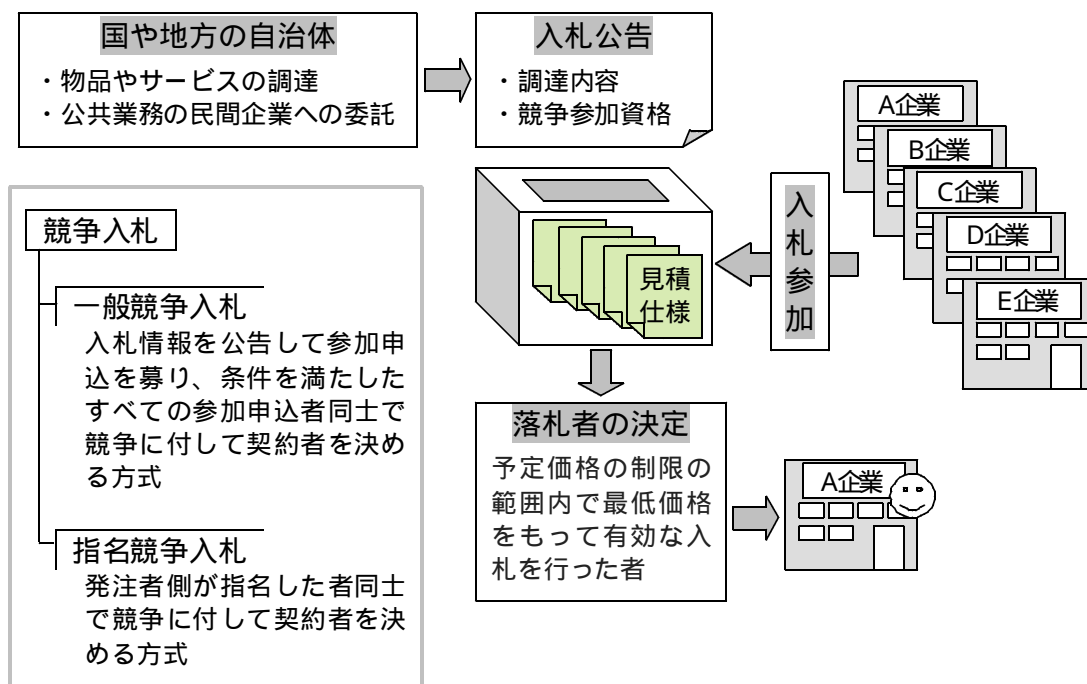 国や地方の自治体
・物品やサービスの調達
・公共業務の民間企業への委託
入札公告
・調達内容
・競争参加資格
A企業
B企業
C企業
D企業
E企業
入札参加
見積
仕様
競争入札
一般競争入札
入札情報を公告して参加申
込を募り、条件を満たした
すべての参加申込者同士で
競争に付して契約者を決め
る方式
指名競争入札
発注者側が指名した者同士
で競争に付して契約者を決
める方式
落札者の決定
予定価格の制限の
範囲内で最低価格
をもって有効な入
札を行った者
A企業